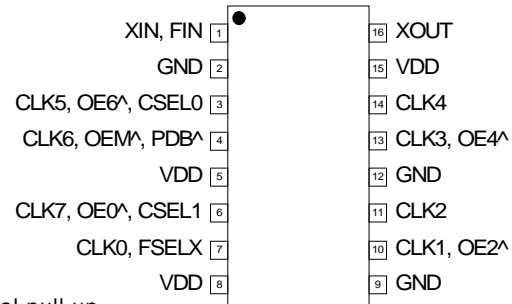 XIN, FIN 1
GND 2
CLK5, OE6^, CSEL0 3
CLK6, OEM^, PDB^ 4
VDD 5
CLK7, OE0^, CSEL1 6
CLK0, FSELX 7
VDD 8
16 XOUT
15 VDD
14 CLK4
13 CLK3, OE4^
12 GND
11 CLK2
10 CLK1, OE2^
9 GND